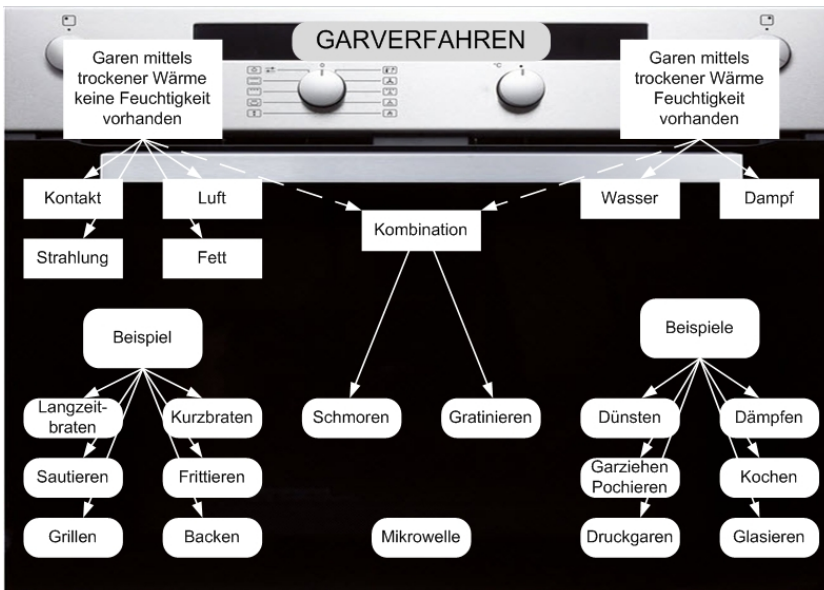 GARVERFAHREN
Garen mittels
trockener Wärme
keine Feuchtigkeit
vorhanden
Garen mittels
trockener Wärme
Feuchtigkeit
vorhanden
°C
Kontakt
Luft
Wasser
Dampf
Kombination
Strahlung
Fett
Beispiel
Beispiele
Langzeit-
braten
Kurzbraten
Schmoren
Gratinieren
Dünsten
Dämpfen
Sautieren
Frittieren
Garziehen
Pochieren
Kochen
Grillen
Backen
Mikrowelle
Druckgaren
Glasieren